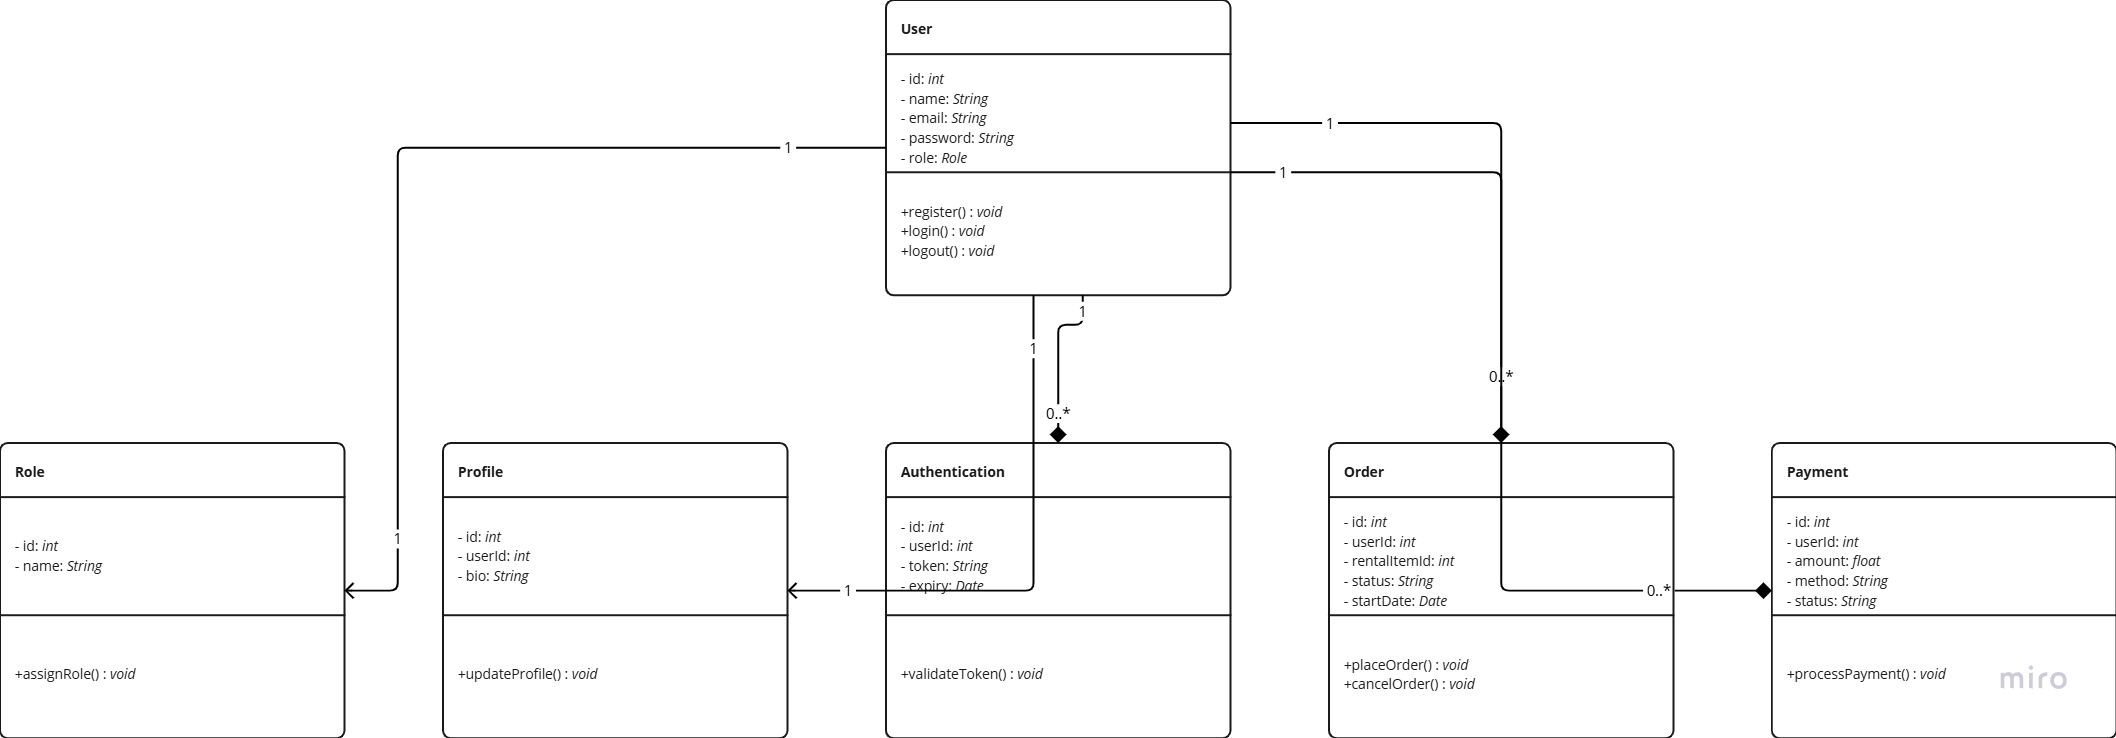 User
- id: int
- name: String
- email: String
- password: String
- role: Role
+register() : void
+login() : void
+logout() : void
1
1
1
1
1
0..*
0..*
1
1
0..*
Role
- id: int
- name: String
+assignRole() : void
Profile
- id: int
- userId: int
- bio: String
+updateProfile() : void
Authentication
- id: int
- userId: int
- token: String
- expiry: Date
+validateToken() : void
Order
- id: int
- userId: int
- rentalItemId: int
- status: String
- startDate: Date
+placeOrder() : void
+cancelOrder() : void
Payment
- id: int
- userId: int
- amount: float
- method: String
- status: String
+processPayment() : void
miro